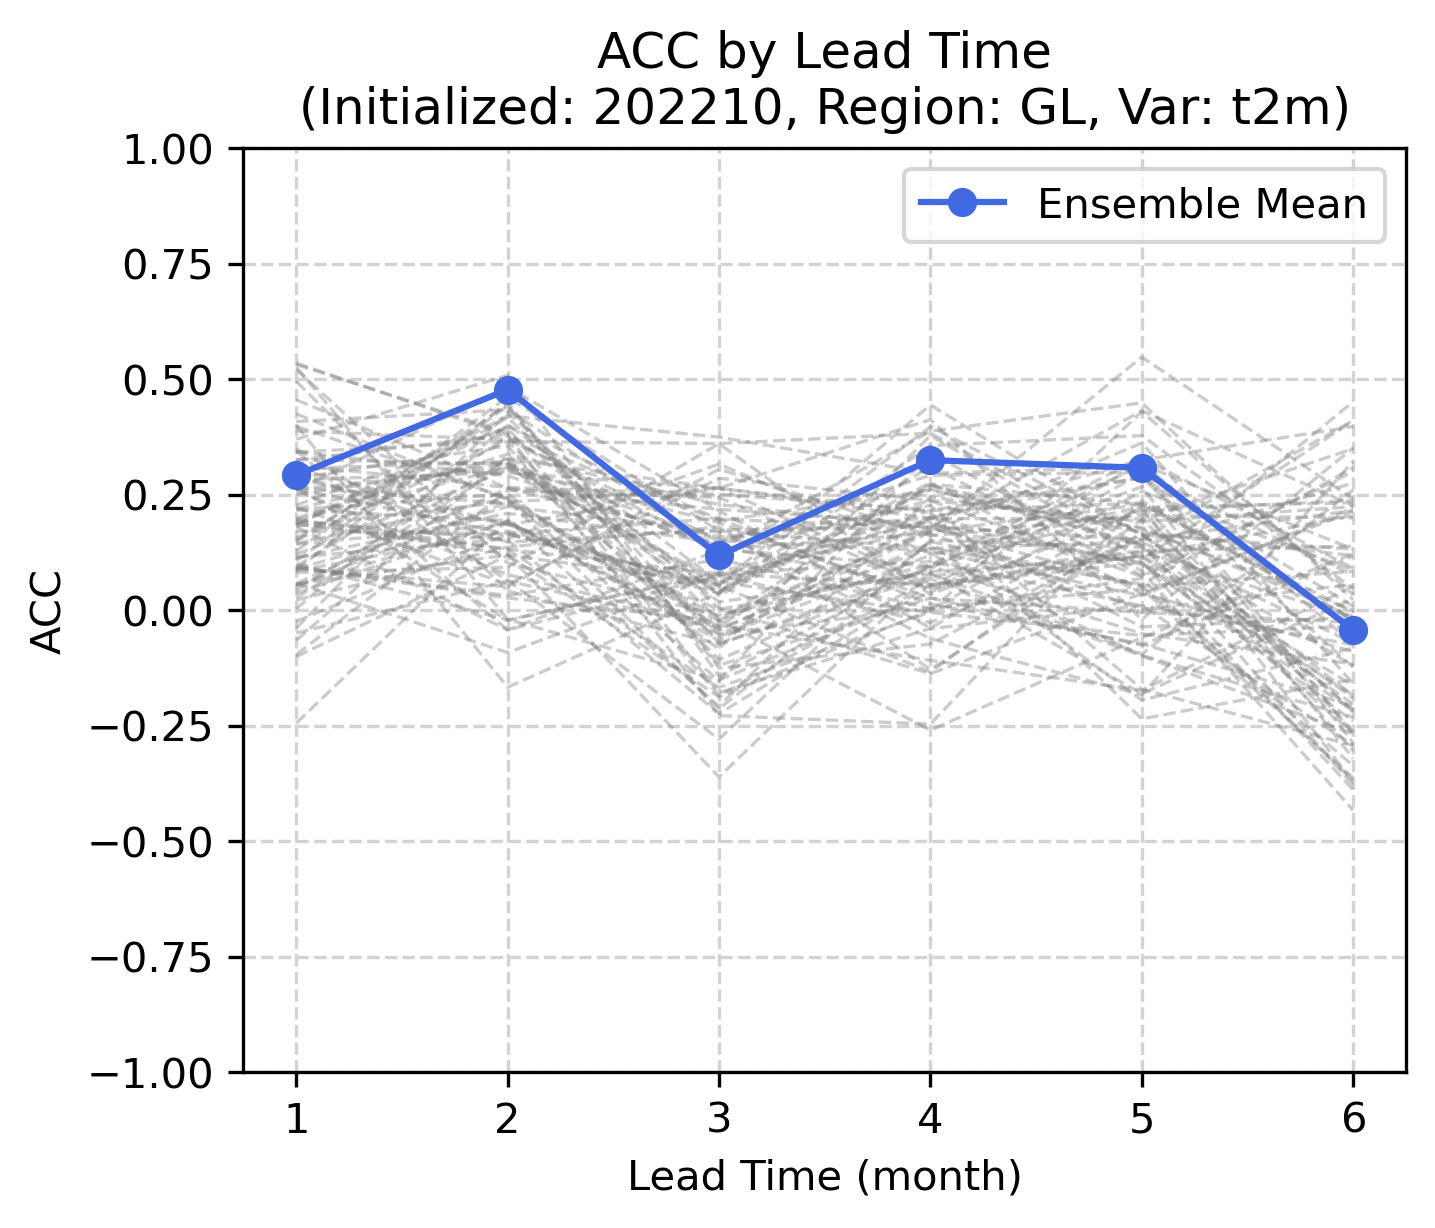 ACC by Lead Time
(Initialized: 202210, Region: GL, Var: t2m)
Ensemble Mean
ACC
1.00
0.75
0.50
0.25
0.00
−0.25
−0.50
−0.75
−1.00
1 2 3 4 5 6
Lead Time (month)